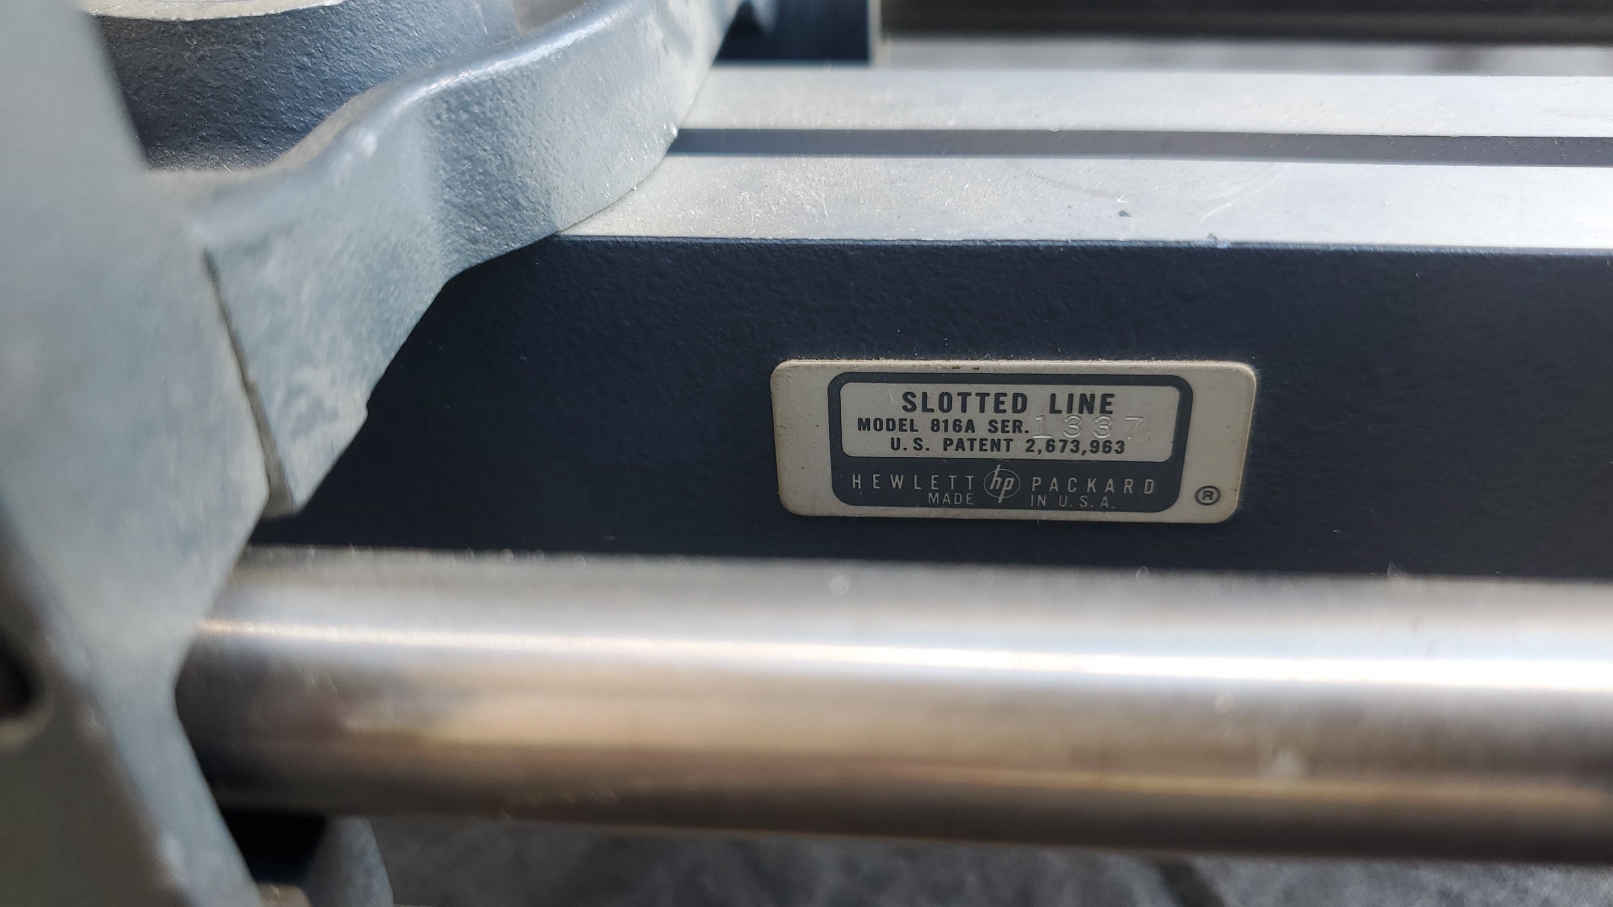 SLOTTED LINE
MODEL 816A SER. 1337
U.S. PATENT 2,673,963
HEWLETT hp PACKARD
MADE IN U.S.A.
®